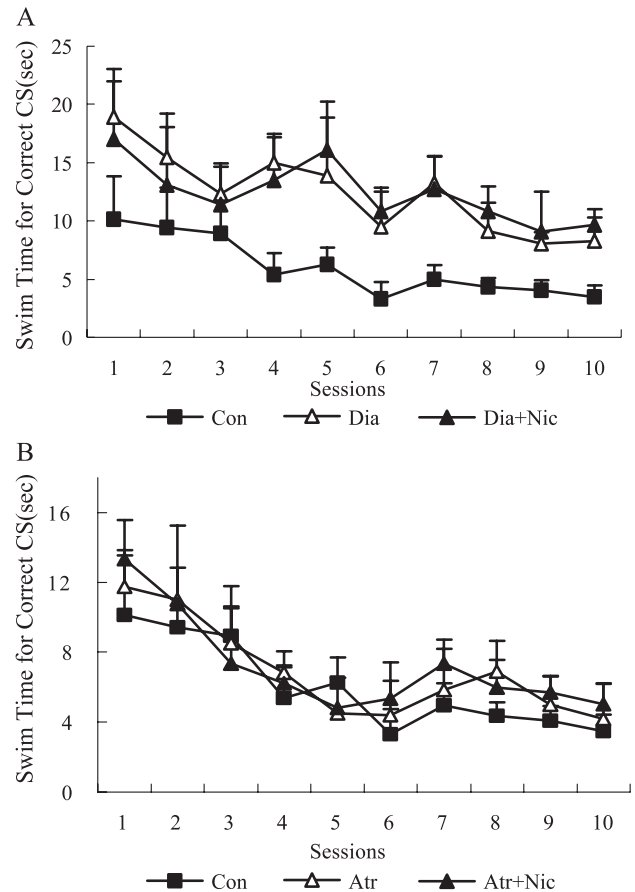 A
Swim Time for Correct CS(sec)
25
20
15
10
5
0
1 2 3 4 5 6 7 8 9 10
Sessions
Con Dia Dia+Nic
B
Swim Time for Correct CS(sec)
16
12
8
4
0
1 2 3 4 5 6 7 8 9 10
Sessions
Con Atr Atr+Nic